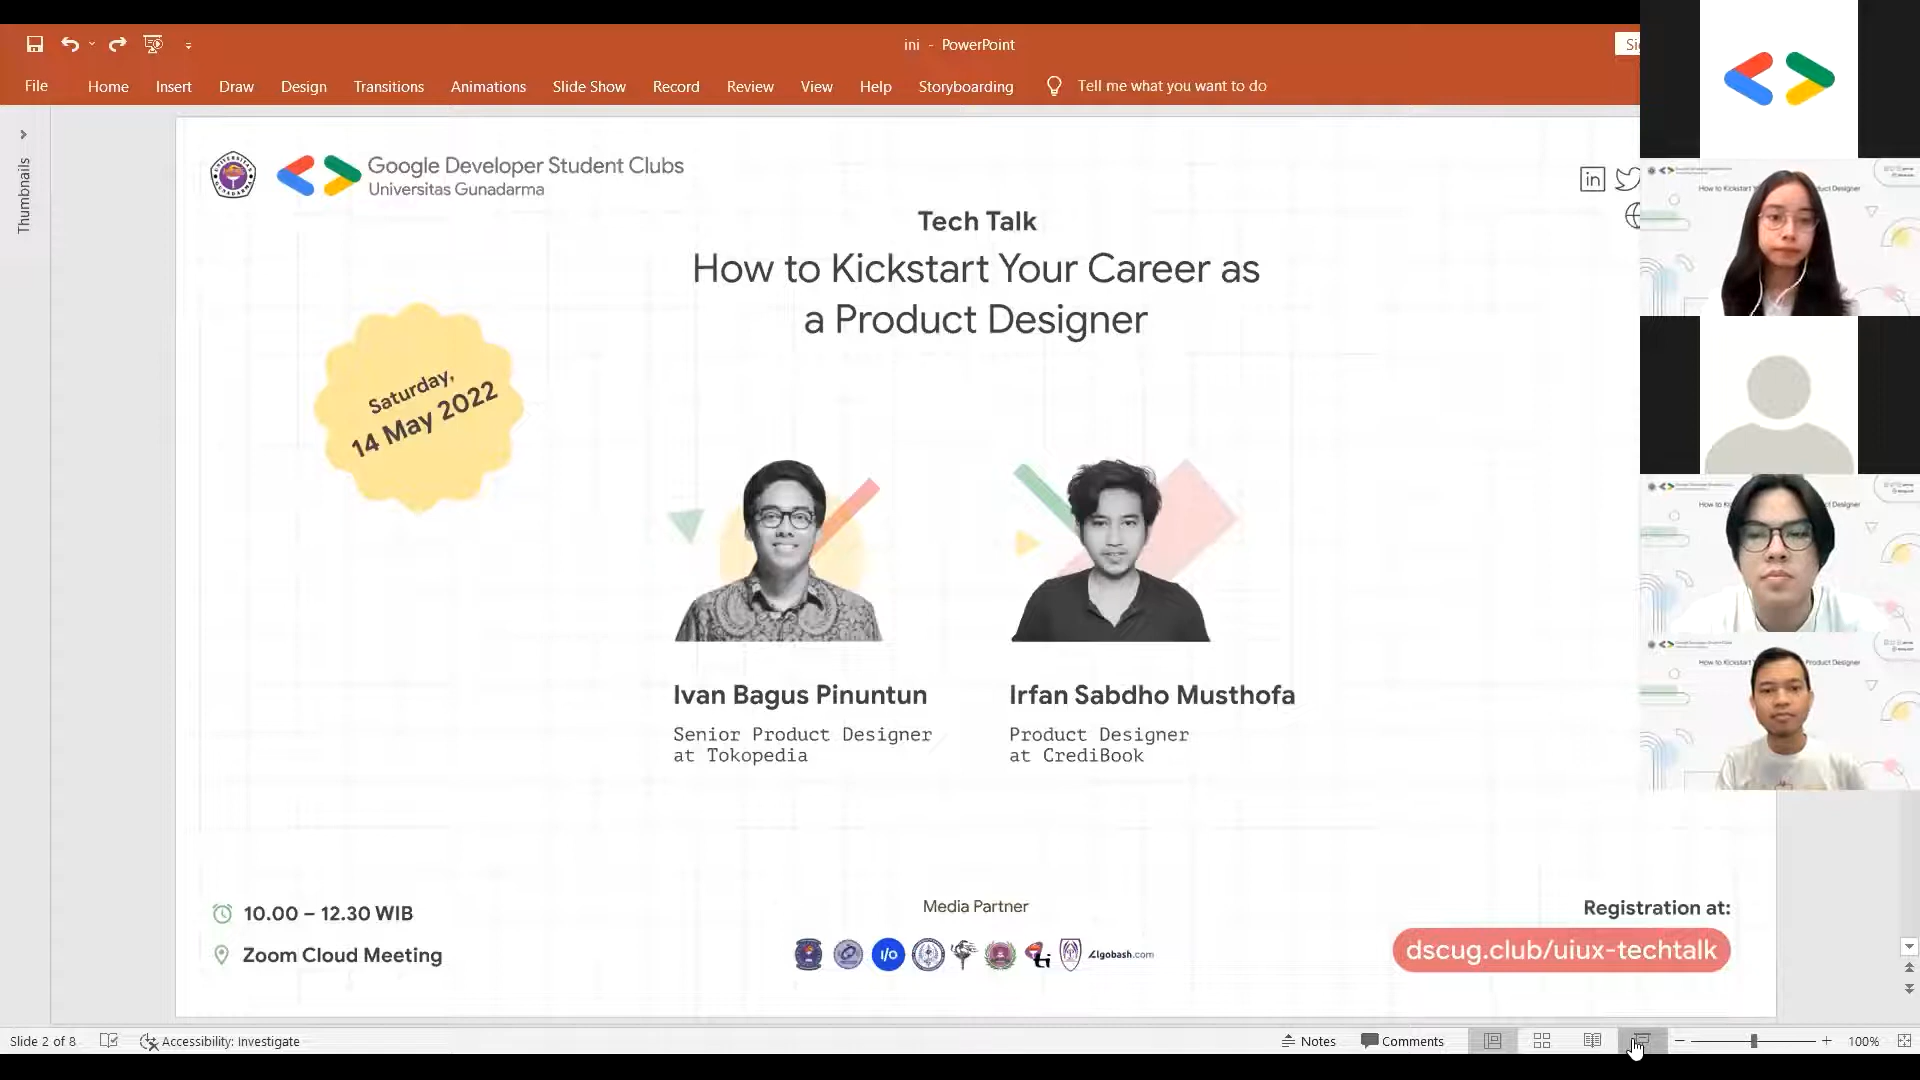 ini - PowerPoint
File Home Insert Draw Design Transitions Animations Slide Show Record Review View Help Storyboarding Tell me what you want to do
Thumbnails
Google Developer Student Clubs
Universitas Gunadarma
Tech Talk
How to Kickstart Your Career as
a Product Designer
Saturday,
14 May 2022
Ivan Bagus Pinuntun
Senior Product Designer
at Tokopedia
Irfan Sabdho Musthofa
Product Designer
at CrediBook
10.00 – 12.30 WIB
Zoom Cloud Meeting
Media Partner
I/O
lgobash.com
Registration at:
dscug.club/uiux-techtalk
Slide 2 of 8 Accessibility: Investigate Notes Comments 100%